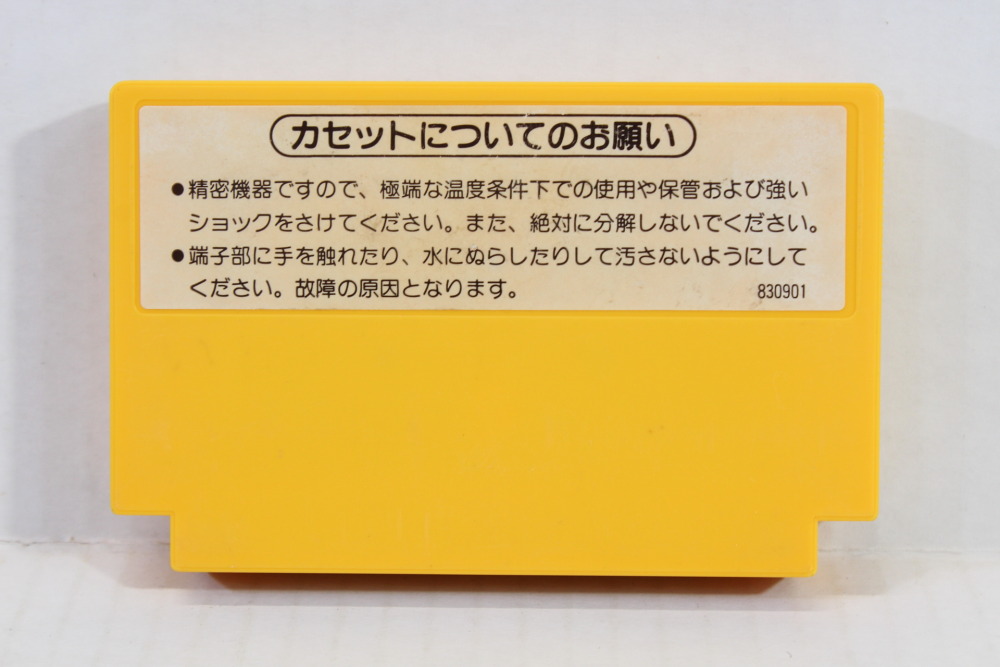 カセットについてのお願い
●精密機器ですので、極端な温度条件下での使用や保管および強い
ショックをさけてください。また、絶対に分解しないでください。
●端子部に手を触れたり、水にぬらしたりして汚さないようにして
ください。故障の原因となります。 830901